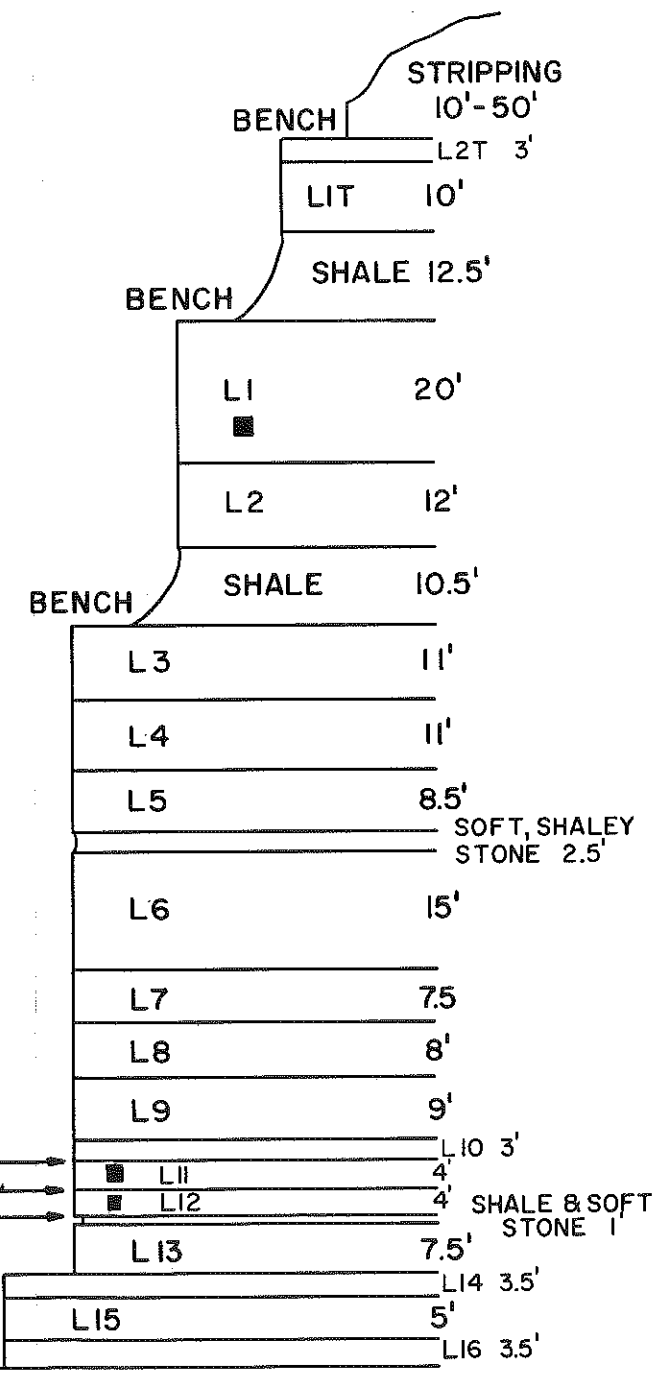 STRIPPING
10'-50'
BENCH
L2T 3'
L1T 10'
SHALE 12.5'
BENCH
L1 20'
L2 12'
SHALE 10.5'
BENCH
L3 11'
L4 11'
L5 8.5'
SOFT, SHALEY
STONE 2.5'
L6 15'
L7 7.5
L8 8'
L9 9'
L10 3'
L11 4'
L12 4'
SHALE & SOFT
STONE 1'
L13 7.5'
L14 3.5'
L15 5'
L16 3.5'